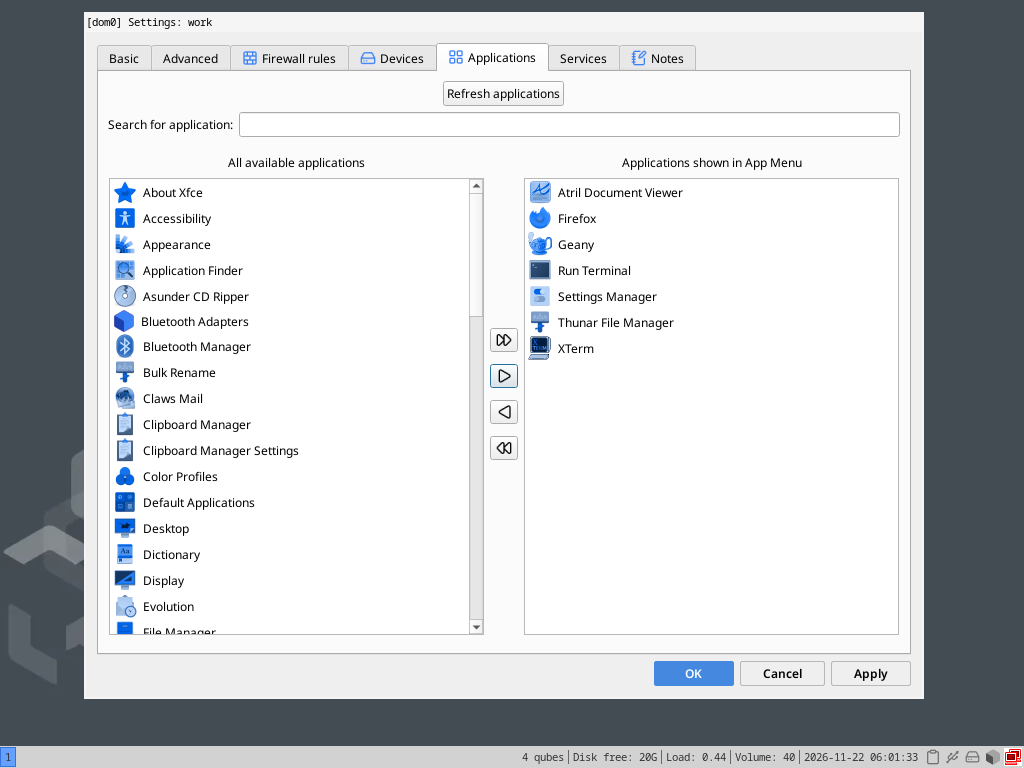 [dom0] Settings: work
Basic
Advanced
Firewall rules
Devices
Applications
Services
Notes
Refresh applications
Search for application:
All available applications
Applications shown in App Menu
About Xfce
Accessibility
Appearance
Application Finder
Asunder CD Ripper
Bluetooth Adapters
Bluetooth Manager
Bulk Rename
Claws Mail
Clipboard Manager
Clipboard Manager Settings
Color Profiles
Default Applications
Desktop
Dictionary
Display
Evolution
File Manager
Atril Document Viewer
Firefox
Geany
Run Terminal
Settings Manager
Thunar File Manager
XTerm
OK
Cancel
Apply
1
4 qubes
Disk free: 20G
Load: 0.44
Volume: 40
2026-11-22 06:01:33